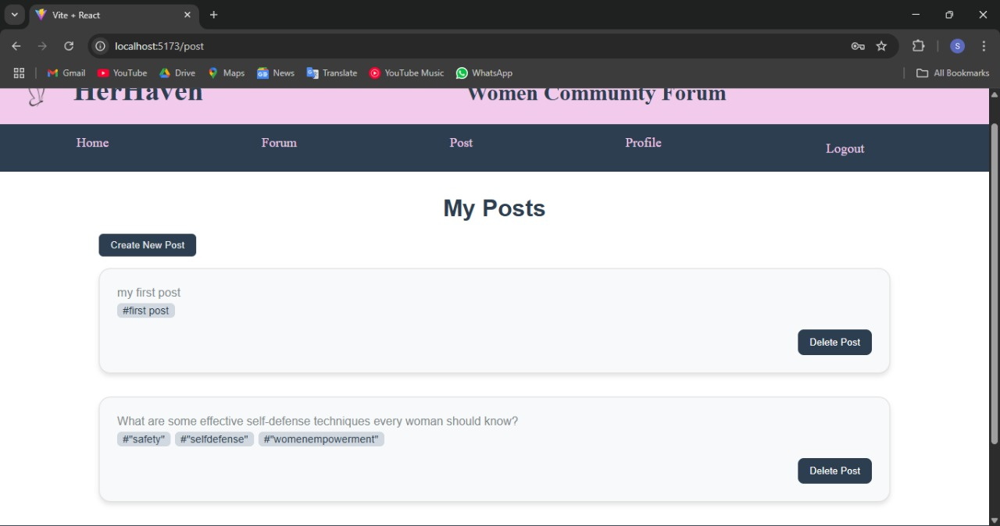 Vite + React
localhost:5173/post
S
Gmail YouTube Drive Maps News Translate YouTube Music WhatsApp All Bookmarks
HerHaven Women Community Forum
Home Forum Post Profile Logout
My Posts
Create New Post
my first post
#first post
Delete Post
What are some effective self-defense techniques every woman should know?
#"safety" #"selfdefense" #"womenempowerment"
Delete Post